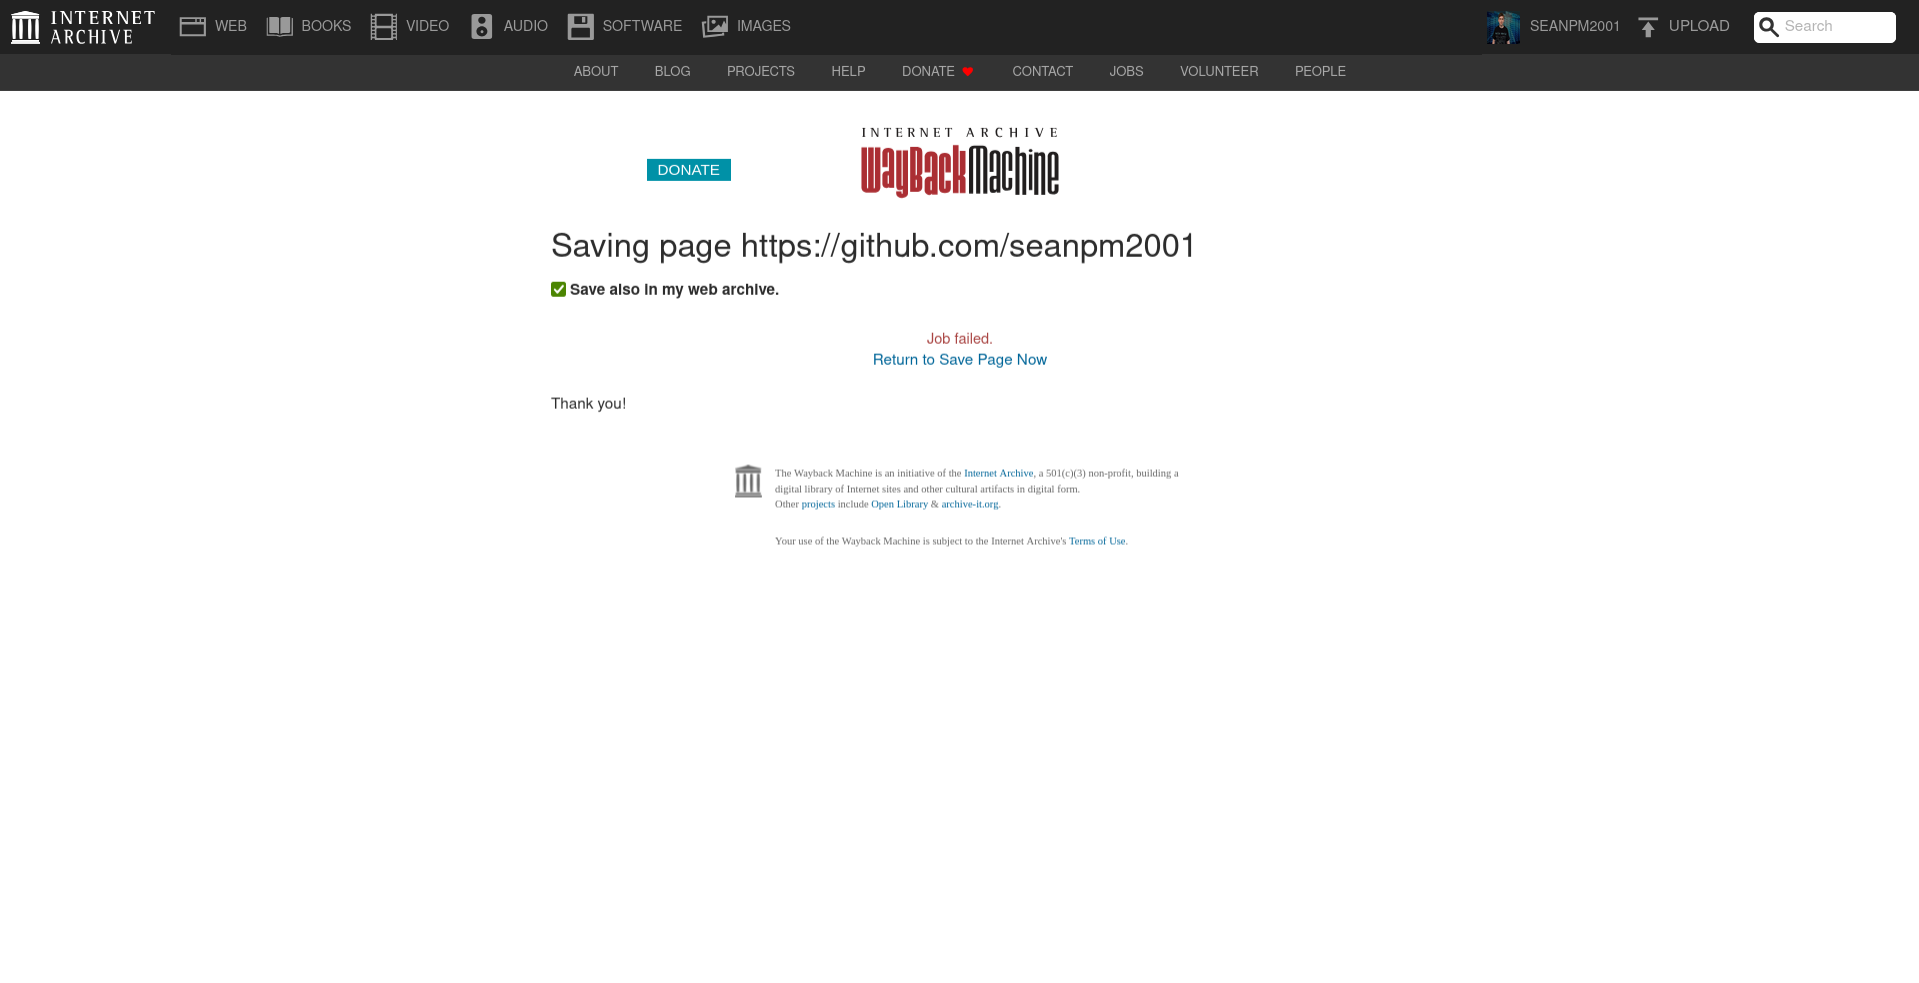 INTERNET
ARCHIVE
WEB
BOOKS
VIDEO
AUDIO
SOFTWARE
IMAGES
SEANPM2001
UPLOAD
Search
ABOUT
BLOG
PROJECTS
HELP
DONATE
CONTACT
JOBS
VOLUNTEER
PEOPLE
DONATE
INTERNET ARCHIVE
WayBackMachine
Saving page https://github.com/seanpm2001
Save also in my web archive.
Job failed.
Return to Save Page Now
Thank you!
The Wayback Machine is an initiative of the Internet Archive, a 501(c)(3) non-profit, building a
digital library of Internet sites and other cultural artifacts in digital form.
Other projects include Open Library & archive-it.org.
Your use of the Wayback Machine is subject to the Internet Archive's Terms of Use.